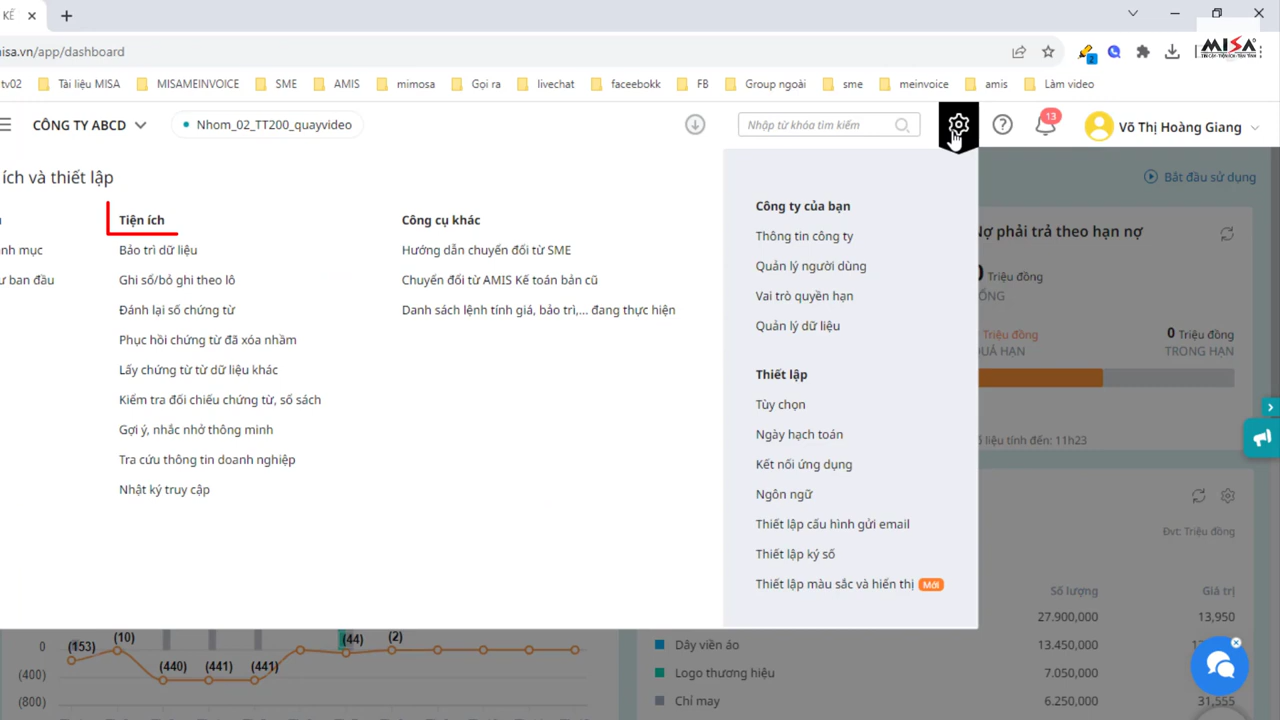 KẾ
isa.vn/app/dashboard
2
MISA
tv02
Tài liệu MISA
MISAMEINVOICE
SME
AMIS
mimosa
Gọi ra
livechat
faceebokk
FB
Group ngoài
sme
meinvoice
amis
Làm video
CÔNG TY ABCD
Nhom_02_TT200_quayvideo
Nhập từ khóa tìm kiếm
13
Võ Thị Hoàng Giang
ích và thiết lập
Bắt đầu sử dụng
Tiện ích
Bảo trì dữ liệu
Ghi sổ/bỏ ghi theo lô
Đánh lại số chứng từ
Phục hồi chứng từ đã xóa nhầm
Lấy chứng từ từ dữ liệu khác
Kiểm tra đối chiếu chứng từ, sổ sách
Gợi ý, nhắc nhở thông minh
Tra cứu thông tin doanh nghiệp
Nhật ký truy cập
nh mục
ư ban đầu
Công cụ khác
Hướng dẫn chuyển đổi từ SME
Chuyển đổi từ AMIS Kế toán bản cũ
Danh sách lệnh tính giá, bảo trì,... đang thực hiện
Công ty của bạn
Thông tin công ty
Quản lý người dùng
Vai trò quyền hạn
Quản lý dữ liệu
Thiết lập
Tùy chọn
Ngày hạch toán
Kết nối ứng dụng
Ngôn ngữ
Thiết lập cấu hình gửi email
Thiết lập ký số
Thiết lập màu sắc và hiển thị Mới
Nợ phải trả theo hạn nợ
0 Triệu đồng
ỔNG
Triệu đồng
UÁ HẠN
0 Triệu đồng
TRONG HẠN
ố liệu tính đến: 11h23
Đvt: Triệu đồng
Số lượng
Giá trị
27.900,000
13,950
Dây viền áo
13.450,000
Logo thương hiệu
7.050,000
Chỉ may
6.250,000
31,555
0
(400)
(800)
(153)
(10)
(440)
(441)
(441)
(44)
(2)